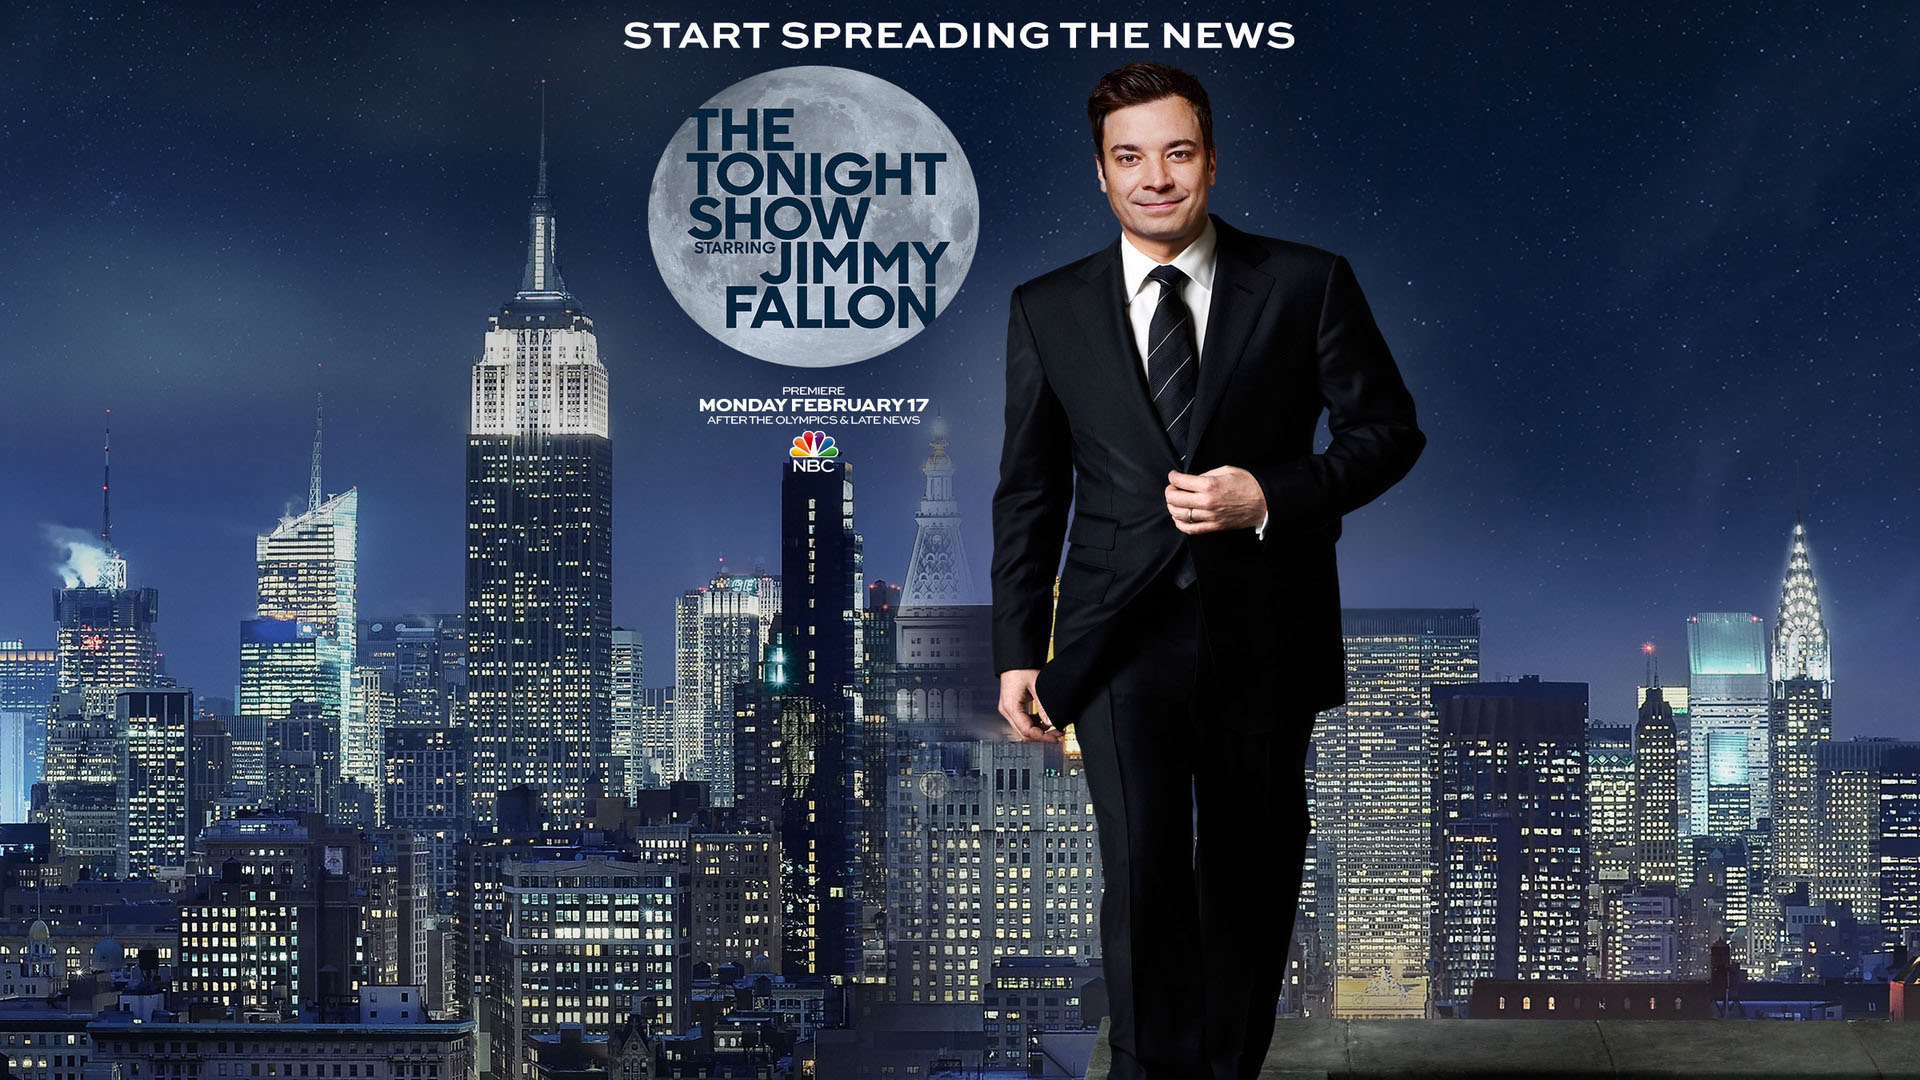 START SPREADING THE NEWS
THE
TONIGHT
SHOW
STARRING JIMMY
FALLON
PREMIERE
MONDAY FEBRUARY 17
AFTER THE OLYMPICS & LATE NEWS
NBC